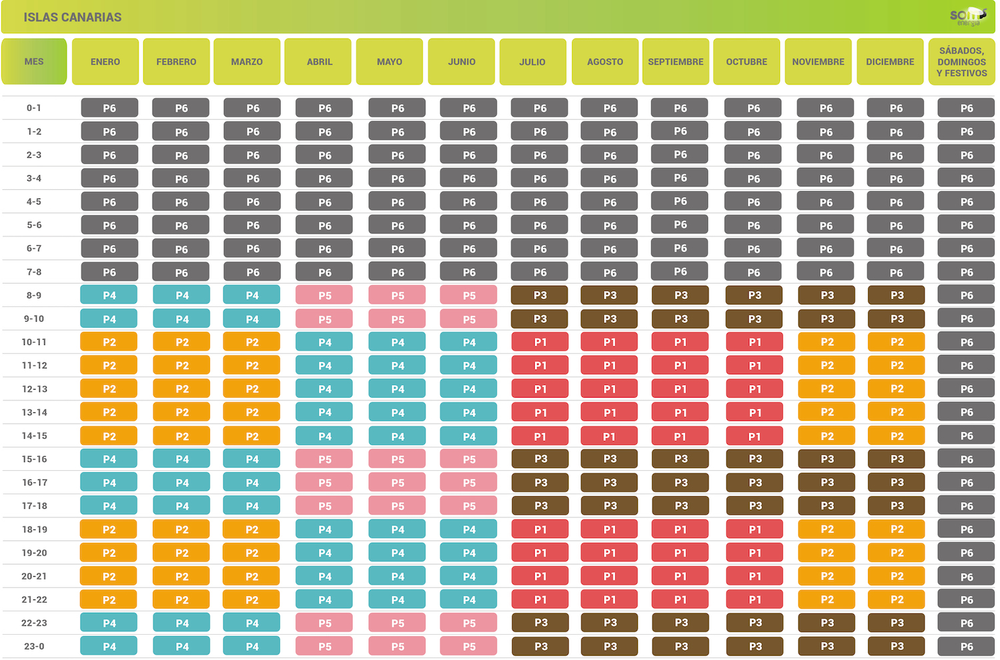 ISLAS CANARIAS
som
energia
MES ENERO FEBRERO MARZO ABRIL MAYO JUNIO JULIO AGOSTO SEPTIEMBRE OCTUBRE NOVIEMBRE DICIEMBRE SÁBADOS,
DOMINGOS
Y FESTIVOS
0-1 P6 P6 P6 P6 P6 P6 P6 P6 P6 P6 P6 P6 P6
1-2 P6 P6 P6 P6 P6 P6 P6 P6 P6 P6 P6 P6 P6
2-3 P6 P6 P6 P6 P6 P6 P6 P6 P6 P6 P6 P6 P6
3-4 P6 P6 P6 P6 P6 P6 P6 P6 P6 P6 P6 P6 P6
4-5 P6 P6 P6 P6 P6 P6 P6 P6 P6 P6 P6 P6 P6
5-6 P6 P6 P6 P6 P6 P6 P6 P6 P6 P6 P6 P6 P6
6-7 P6 P6 P6 P6 P6 P6 P6 P6 P6 P6 P6 P6 P6
7-8 P6 P6 P6 P6 P6 P6 P6 P6 P6 P6 P6 P6 P6
8-9 P4 P4 P4 P5 P5 P5 P3 P3 P3 P3 P3 P3 P6
9-10 P4 P4 P4 P5 P5 P5 P3 P3 P3 P3 P3 P3 P6
10-11 P2 P2 P2 P4 P4 P4 P1 P1 P1 P1 P2 P2 P6
11-12 P2 P2 P2 P4 P4 P4 P1 P1 P1 P1 P2 P2 P6
12-13 P2 P2 P2 P4 P4 P4 P1 P1 P1 P1 P2 P2 P6
13-14 P2 P2 P2 P4 P4 P4 P1 P1 P1 P1 P2 P2 P6
14-15 P2 P2 P2 P4 P4 P4 P1 P1 P1 P1 P2 P2 P6
15-16 P4 P4 P4 P5 P5 P5 P3 P3 P3 P3 P3 P3 P6
16-17 P4 P4 P4 P5 P5 P5 P3 P3 P3 P3 P3 P3 P6
17-18 P4 P4 P4 P5 P5 P5 P3 P3 P3 P3 P3 P3 P6
18-19 P2 P2 P2 P4 P4 P4 P1 P1 P1 P1 P2 P2 P6
19-20 P2 P2 P2 P4 P4 P4 P1 P1 P1 P1 P2 P2 P6
20-21 P2 P2 P2 P4 P4 P4 P1 P1 P1 P1 P2 P2 P6
21-22 P2 P2 P2 P4 P4 P4 P1 P1 P1 P1 P2 P2 P6
22-23 P4 P4 P4 P5 P5 P5 P3 P3 P3 P3 P3 P3 P6
23-0 P4 P4 P4 P5 P5 P5 P3 P3 P3 P3 P3 P3 P6